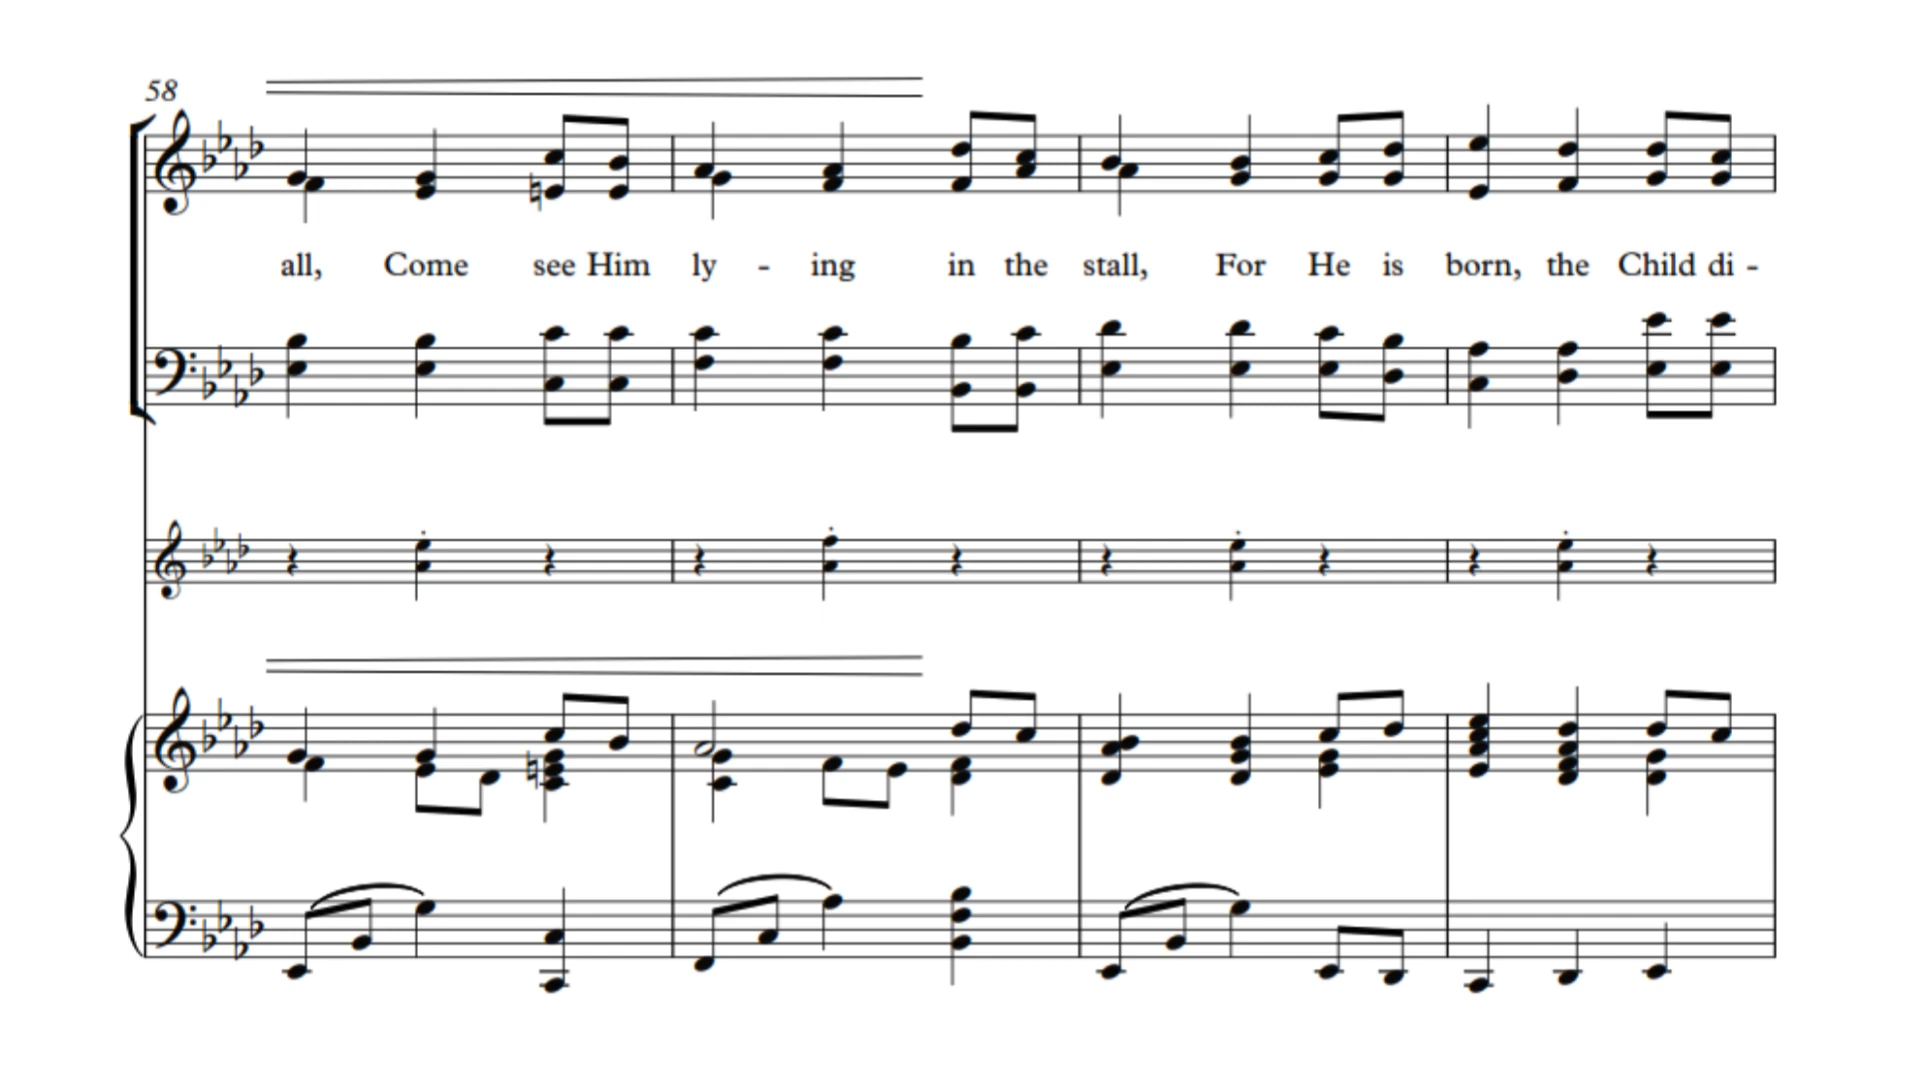 58
all, Come see Him ly - ing in the stall, For He is born, the Child di -